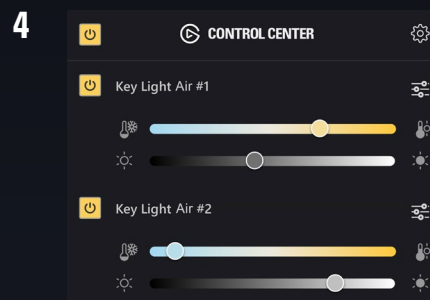 4
CONTROL CENTER
Key Light Air #1
Key Light Air #2